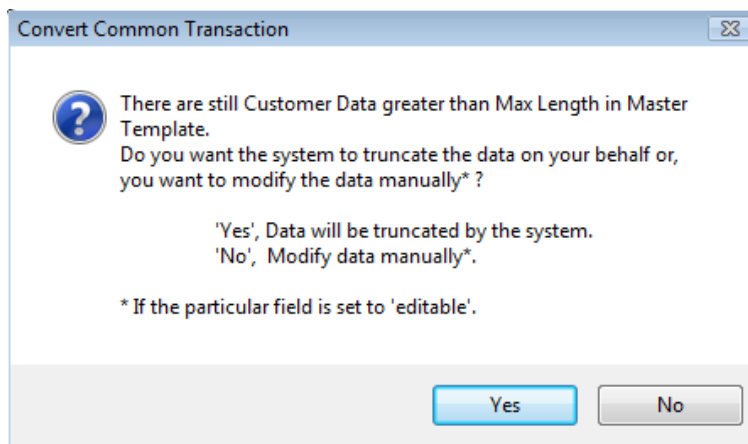 Convert Common Transaction
There are still Customer Data greater than Max Length in Master
Template.
Do you want the system to truncate the data on your behalf or,
you want to modify the data manually* ?
'Yes', Data will be truncated by the system.
'No',  Modify data manually*.
* If the particular field is set to 'editable'.
Yes
No